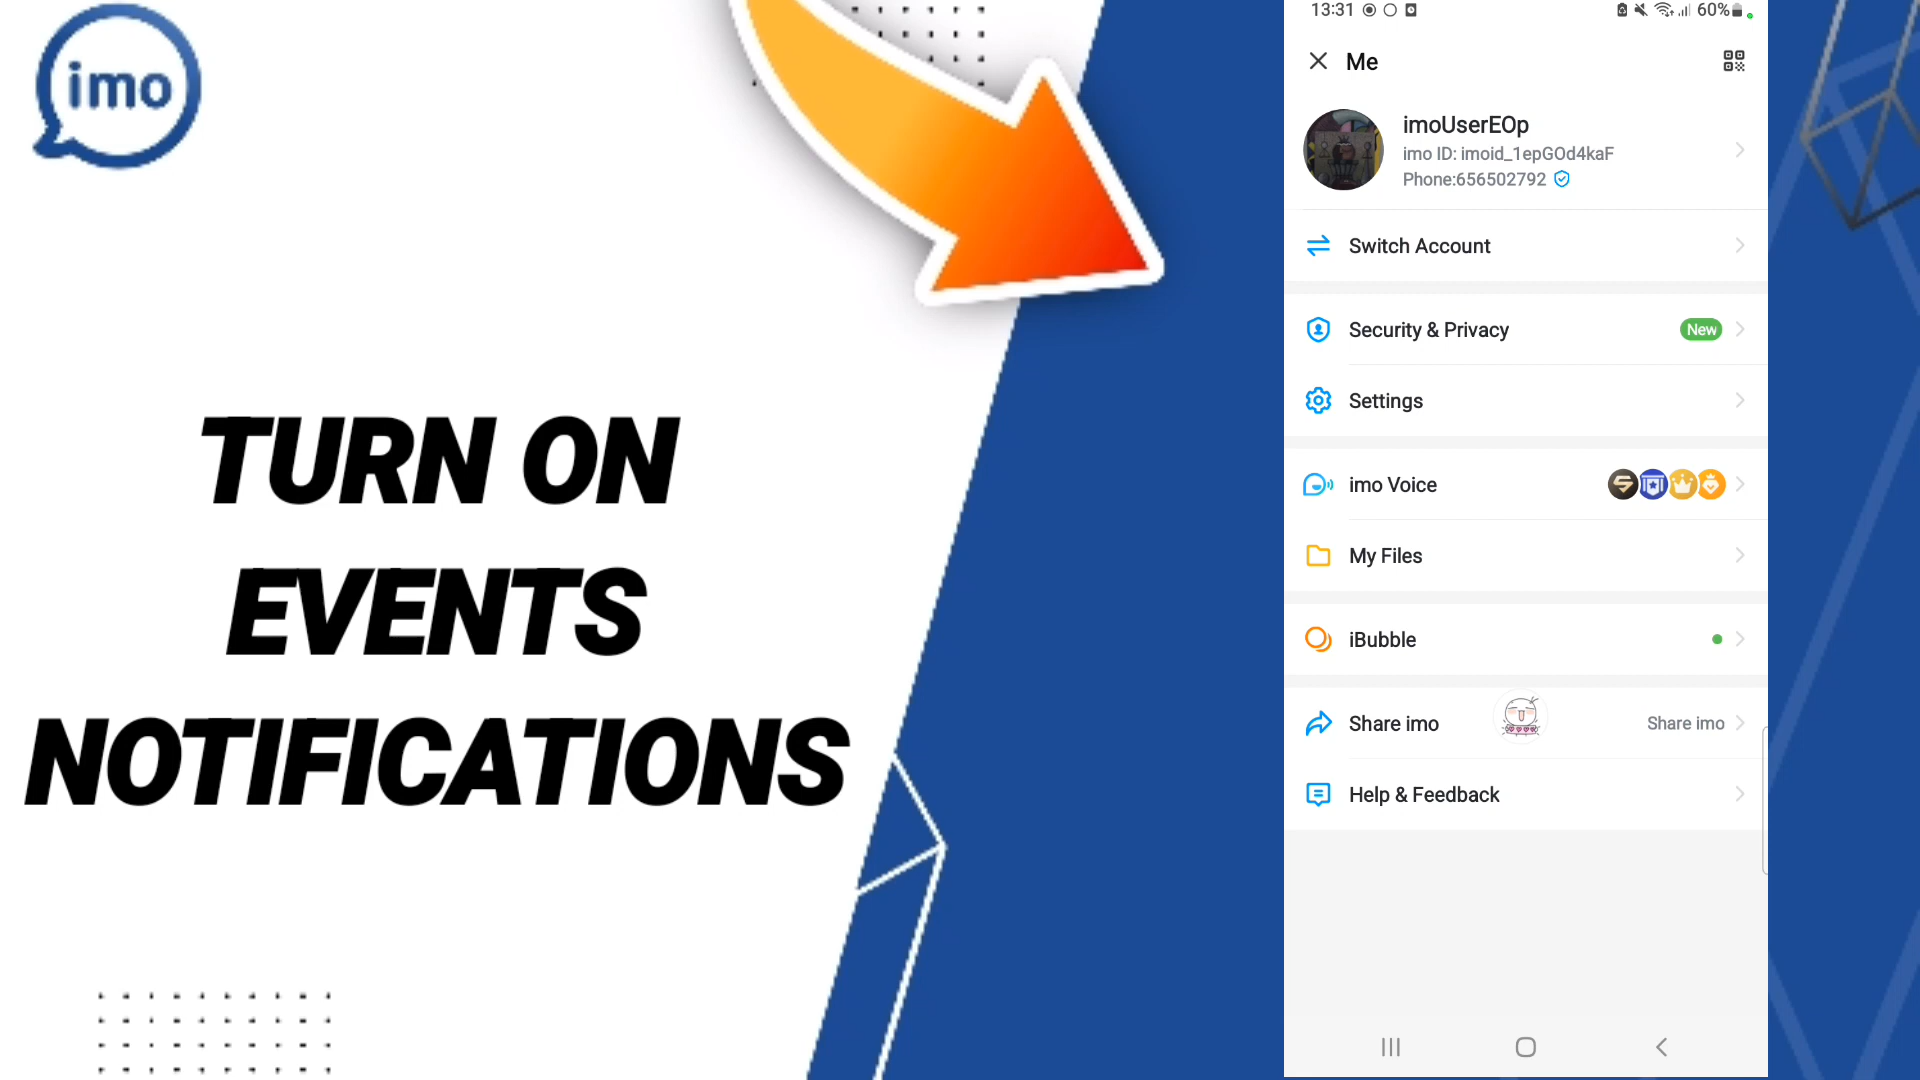 imo
TURN ON
EVENTS
NOTIFICATIONS
13:31
60%
Me
imoUserEOp
imo ID: imoid_1epGOd4kaF
Phone:656502792
Switch Account
Security & Privacy
New
Settings
imo Voice
My Files
iBubble
Share imo
Share imo
Help & Feedback